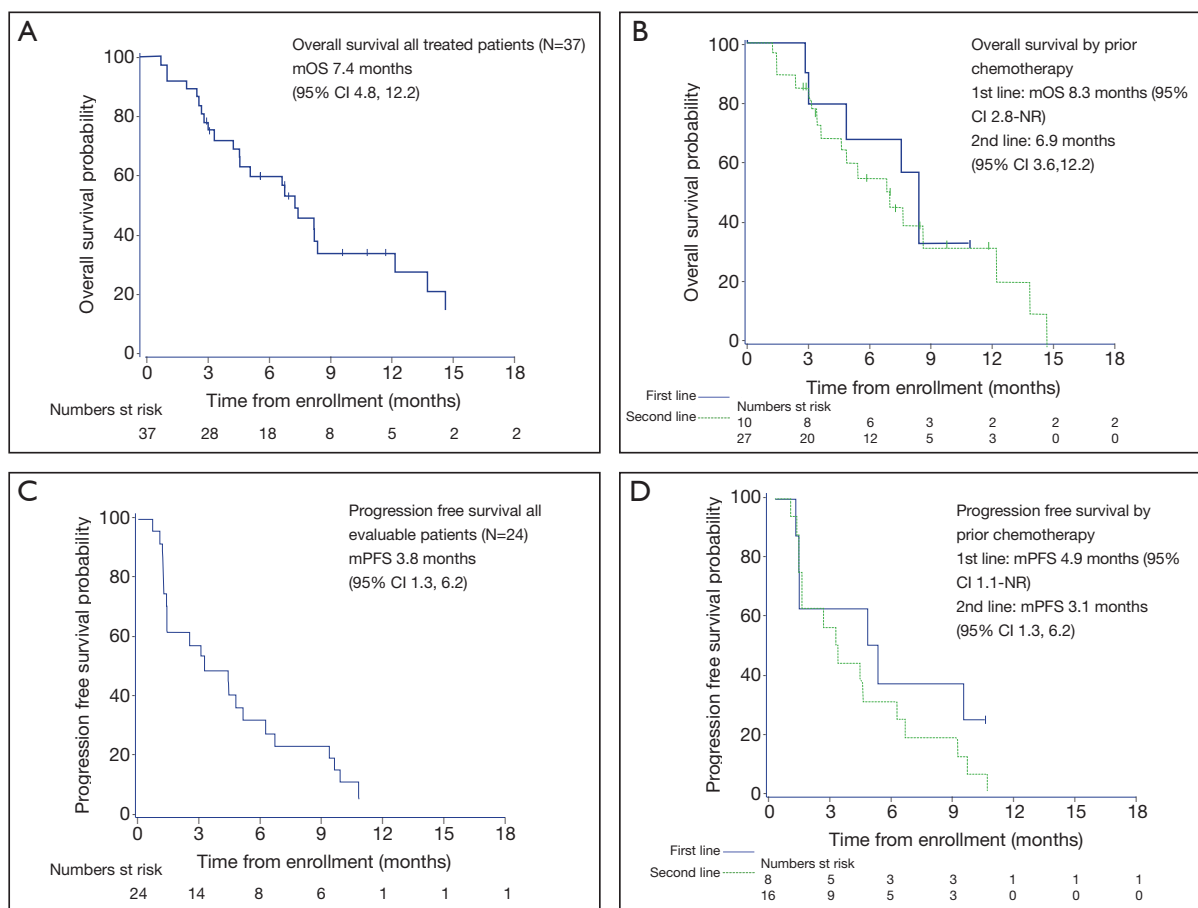 A
Overall survival all treated patients (N=37)
mOS 7.4 months
(95% CI 4.8, 12.2)
Overall survival probability
100
80
60
40
20
0
0 3 6 9 12 15 18
Time from enrollment (months)
Numbers st risk
37 28 18 8 5 2 2
B
Overall survival by prior
chemotherapy
1st line: mOS 8.3 months (95%
CI 2.8-NR)
2nd line: 6.9 months
(95% CI 3.6,12.2)
Overall survival probability
100
80
60
40
20
0
0 3 6 9 12 15 18
Time from enrollment (months)
First line
Second line
Numbers st risk
10 8 6 3 2 2 2
27 20 12 5 3 0 0
C
Progression free survival all
evaluable patients (N=24)
mPFS 3.8 months
(95% CI 1.3, 6.2)
Progression free survival probability
100
80
60
40
20
0
0 3 6 9 12 15 18
Time from enrollment (months)
Numbers st risk
24 14 8 6 1 1 1
D
Progression free survival by
prior chemotherapy
1st line: mPFS 4.9 months (95%
CI 1.1-NR)
2nd line: mPFS 3.1 months
(95% CI 1.3, 6.2)
Progression free survival probability
100
80
60
40
20
0
0 3 6 9 12 15 18
Time from enrollment (months)
First line
Second line
Numbers st risk
8 5 3 3 1 1 1
16 9 5 3 0 0 0